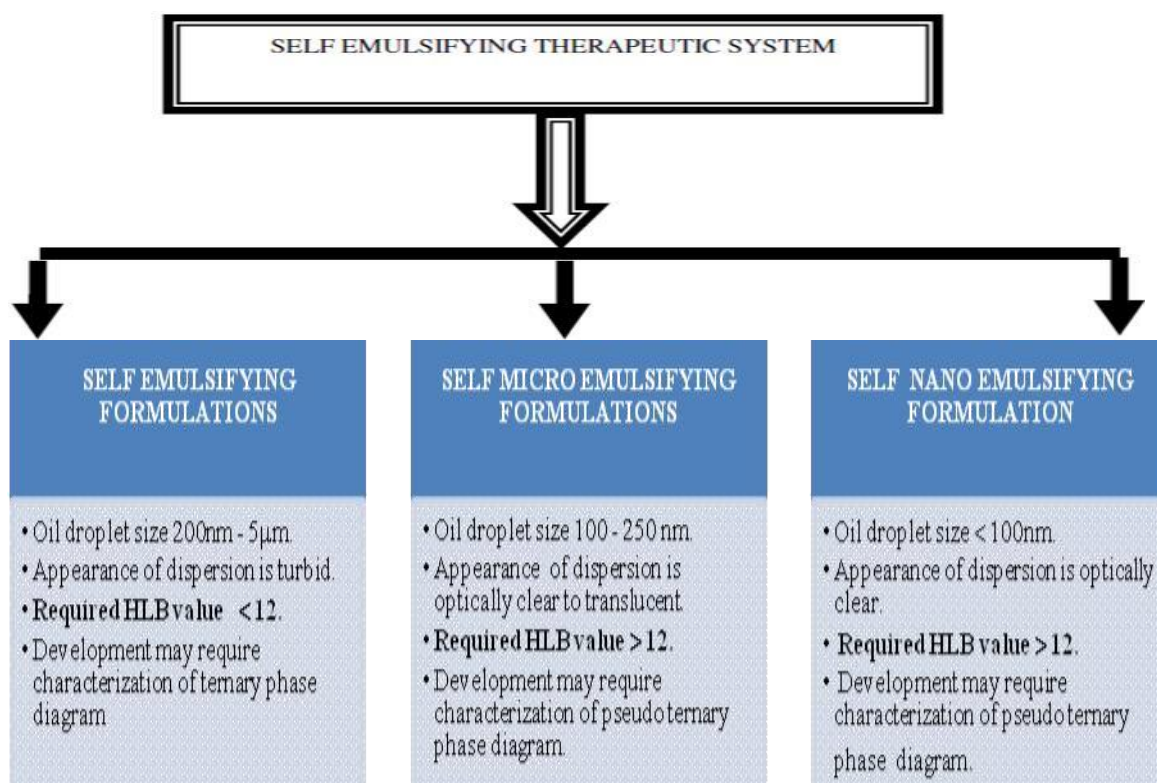 SELF EMULSIFYING THERAPEUTIC SYSTEM
SELF EMULSIFYING
FORMULATIONS
• Oil droplet size 200nm - 5µm.
• Appearance of dispersion is turbid.
• Required HLB value <12.
• Development may require
characterization of ternary phase
diagram
SELF MICRO EMULSIFYING
FORMULATIONS
• Oil droplet size 100 - 250 nm.
• Appearance of dispersion is
optically clear to translucent.
• Required HLB value >12.
• Development may require
characterization of pseudo ternary
phase diagram.
SELF NANO EMULSIFYING
FORMULATION
• Oil droplet size < 100nm.
• Appearance of dispersion is optically
clear.
• Required HLB value > 12.
• Development may require
characterization of pseudo ternary
phase diagram.